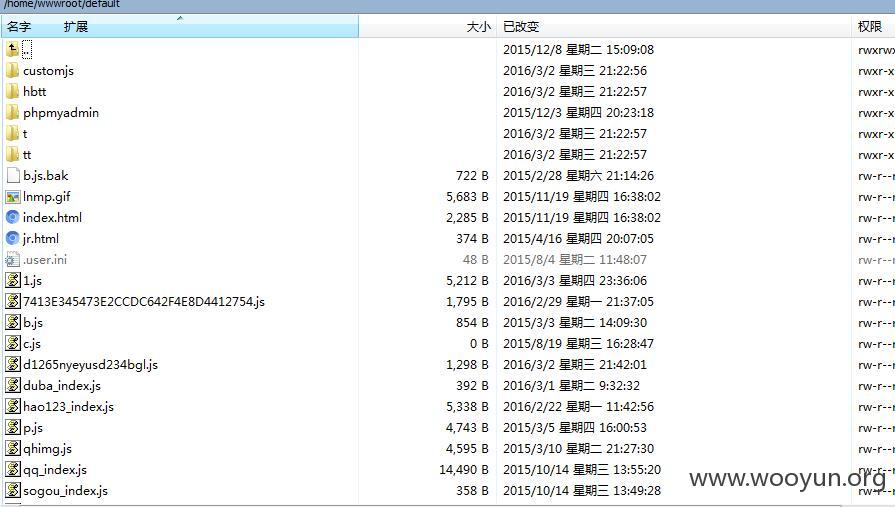 /home/wwwroot/default
名字 扩展 大小 已改变 权限
.. 2015/12/8 星期二 15:09:08 rwxrwx
customjs 2016/3/2 星期三 21:22:56 rwxr-x
hbtt 2016/3/2 星期三 21:22:57 rwxr-x
phpmyadmin 2015/12/3 星期四 20:23:18 rwxr-x
t 2016/3/2 星期三 21:22:57 rwxr-x
tt 2016/3/2 星期三 21:22:57 rwxr-x
b.js.bak 722 B 2015/2/28 星期六 21:14:26 rw-r--r
lnmp.gif 5,683 B 2015/11/19 星期四 16:38:02 rw-r--r
index.html 2,285 B 2015/11/19 星期四 16:38:02 rw-r--r
jr.html 374 B 2015/4/16 星期四 20:07:05 rw-r--r
.user.ini 48 B 2015/8/4 星期二 11:48:07 rw-r--r
1.js 5,212 B 2016/3/3 星期四 23:36:06 rw-r--r
7413E345473E2CCDC642F4E8D4412754.js 1,795 B 2016/2/29 星期一 21:37:05 rw-r--r
b.js 854 B 2015/3/3 星期二 14:09:30 rw-r--r
c.js 0 B 2015/8/19 星期三 16:28:47 rw-r--r
d1265nyeyusd234bgl.js 1,298 B 2016/3/2 星期三 21:42:01 rw-r--r
duba_index.js 392 B 2016/3/1 星期二 9:32:32 rw-r--r
hao123_index.js 5,338 B 2016/2/22 星期一 11:42:56 rw-r--r
p.js 4,743 B 2015/3/5 星期四 16:00:53 rw-r--r
qhimg.js 4,595 B 2015/3/10 星期二 21:27:30 rw-r--r
qq_index.js 14,490 B 2015/10/14 星期三 13:55:20 rw-r--r
sogou_index.js 358 B 2015/10/14 星期三 13:49:28 rw-r--r
www.wooyun.org